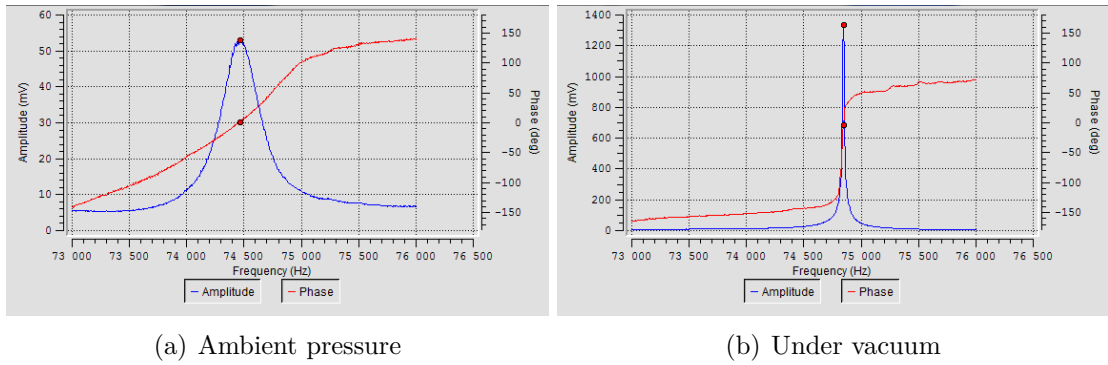 60
50
40
30
20
10
0
Amplitude (mV)
150
100
50
0
-50
-100
-150
Phase (deg)
73 000 73 500 74 000 74 500 75 000 75 500 76 000 76 500
Frequency (Hz)
Amplitude Phase
(a) Ambient pressure
1400
1200
1000
800
600
400
200
0
Amplitude (mV)
150
100
50
0
-50
-100
-150
Phase (deg)
73 000 73 500 74 000 74 500 75 000 75 500 76 000 76 500
Frequency (Hz)
Amplitude Phase
(b) Under vacuum